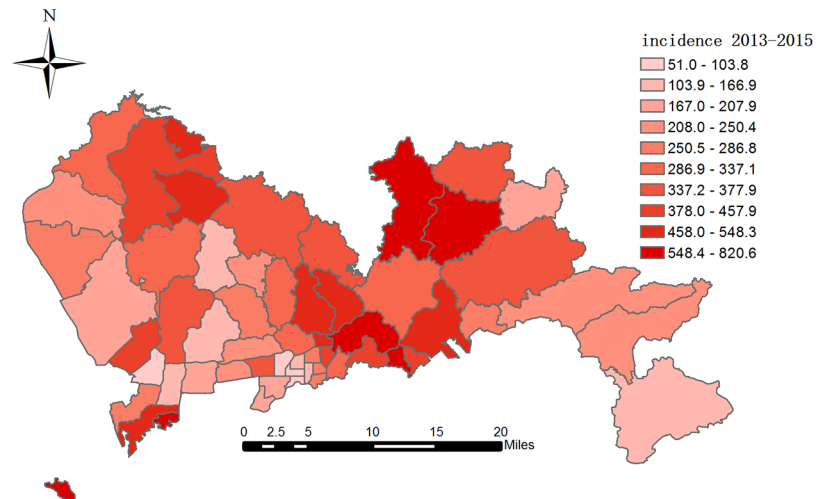 N
incidence 2013-2015
51.0 - 103.8
103.9 - 166.9
167.0 - 207.9
208.0 - 250.4
250.5 - 286.8
286.9 - 337.1
337.2 - 377.9
378.0 - 457.9
458.0 - 548.3
548.4 - 820.6
0 2.5 5 10 15 20
Miles